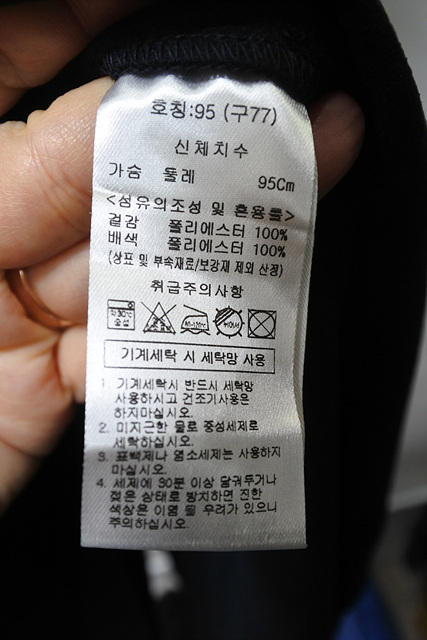 호칭:95 (구77)
신체치수
가슴 둘레 95Cm
<섬유의조성 및 혼용률>
겉감 폴리에스터 100%
배색 폴리에스터 100%
(상표 및 부속재료/보강재 제외 산정)
취급주의사항
약30℃
중성
80~120℃
기계세탁 시 세탁망 사용
1. 기계세탁시 반드시 세탁망
사용하시고 건조기사용은
하지마십시오.
2. 미지근한 물로 중성세제로
세탁하십시오.
3. 표백제나 염소세제는 사용하지
마십시오.
4. 세제에 30분 이상 담궈두거나
젖은 상태로 방치하면 진한
색상은 이염 될 우려가 있으니
주의하십시오.